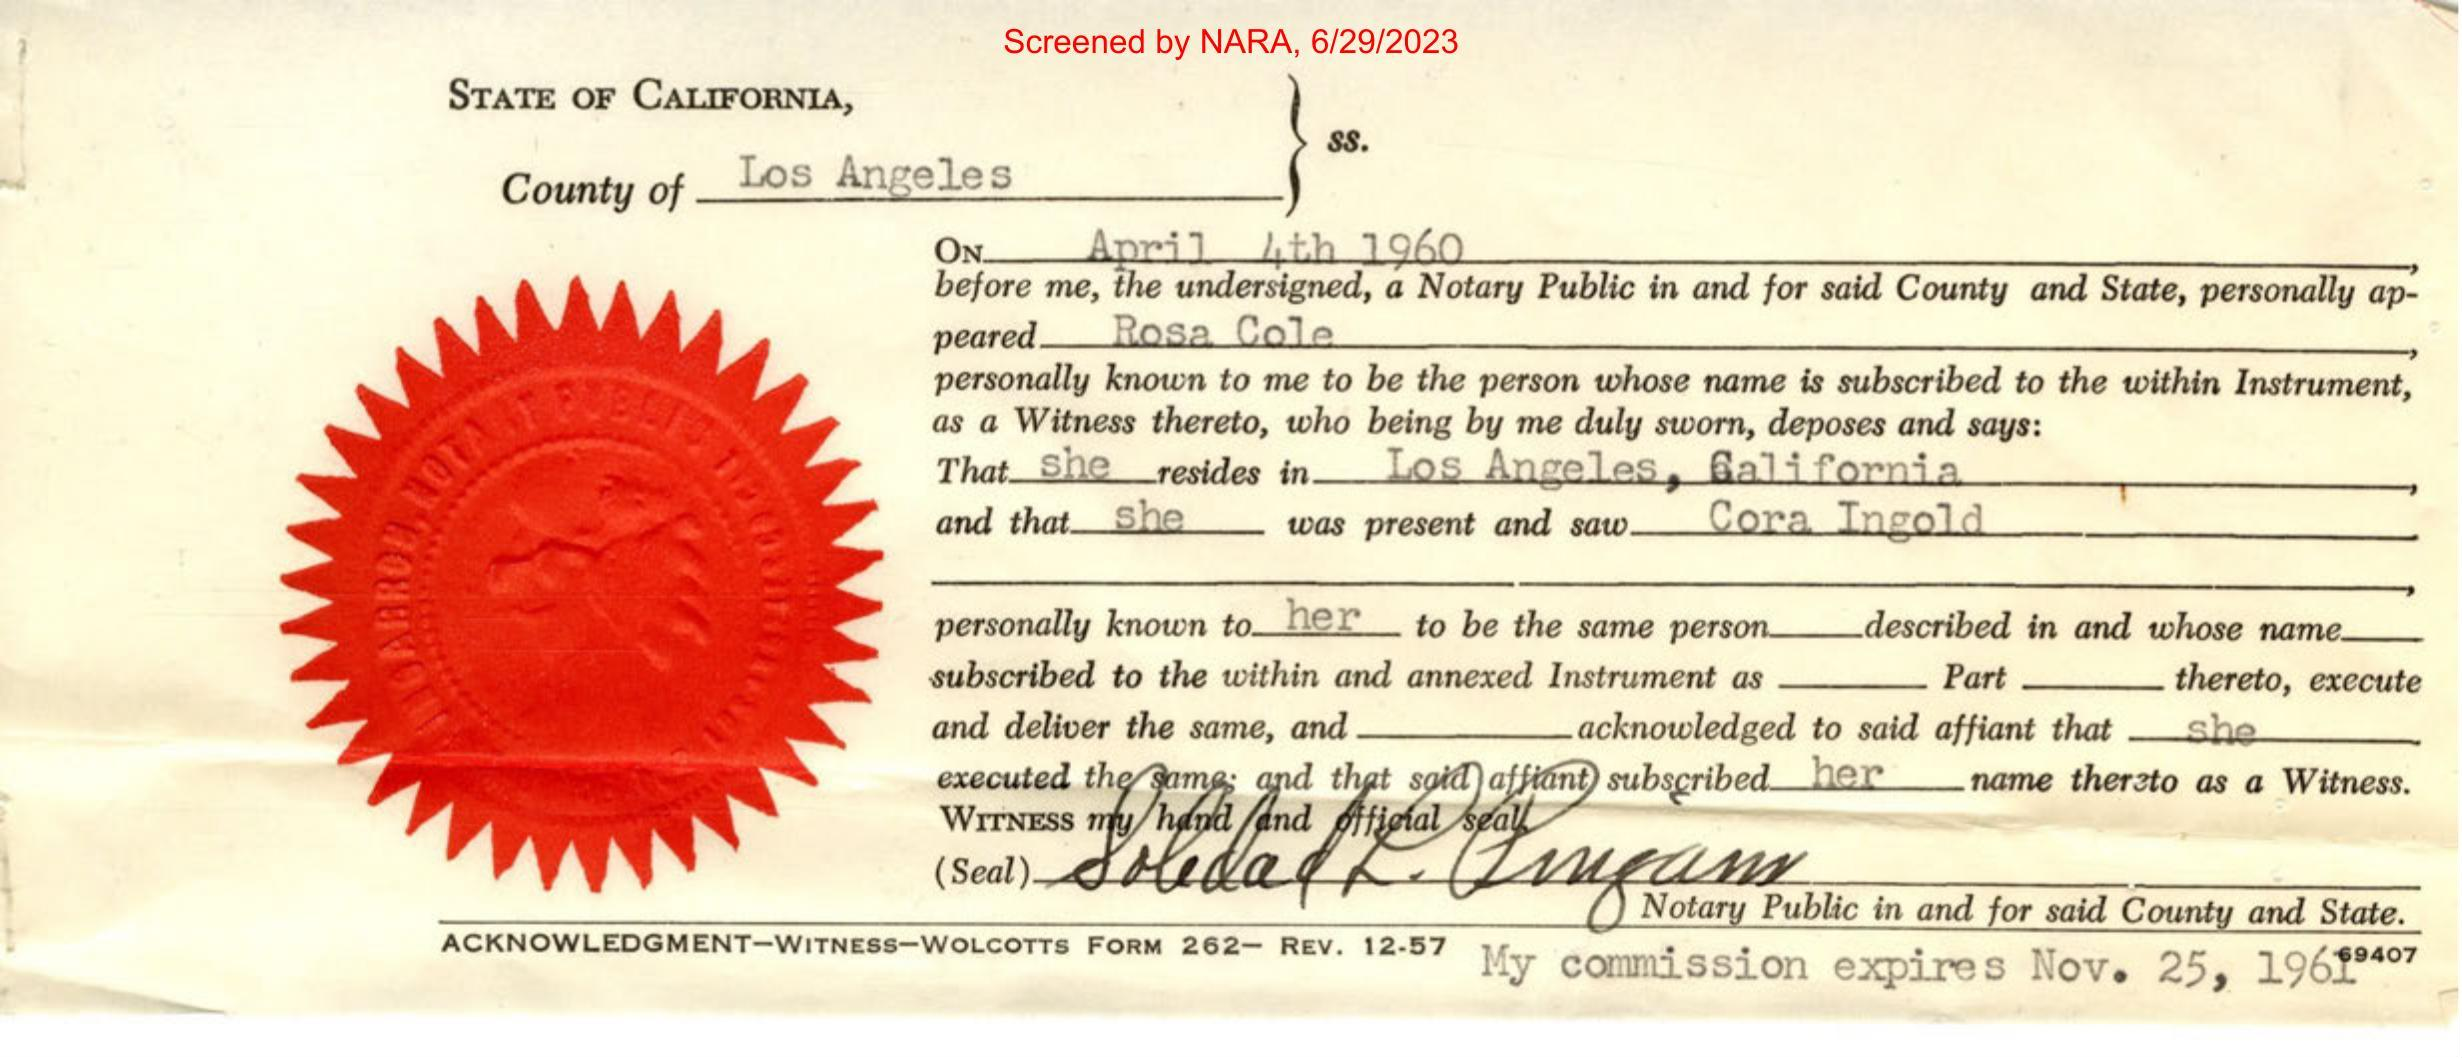 Screened by NARA, 6/29/2023
STATE OF CALIFORNIA,
County of Los Angeles } ss.
ON April 4th 1960,
before me, the undersigned, a Notary Public in and for said County and State, personally ap-
peared Rosa Cole,
personally known to me to be the person whose name is subscribed to the within Instrument,
as a Witness thereto, who being by me duly sworn, deposes and says:
That she resides in Los Angeles, California,
and that she was present and saw Cora Ingold
,
personally known to her to be the same person described in and whose name
subscribed to the within and annexed Instrument as Part thereto, execute
and deliver the same, and acknowledged to said affiant that she
executed the same; and that said affiant subscribed her name thereto as a Witness.
WITNESS my hand and official seal.
(Seal) Soledad L.
Notary Public in and for said County and State.
ACKNOWLEDGMENT—WITNESS—WOLCOTTS FORM 262— REV. 12-57
My commission expires Nov. 25, 1961
69407
NOTARY PUBLIC